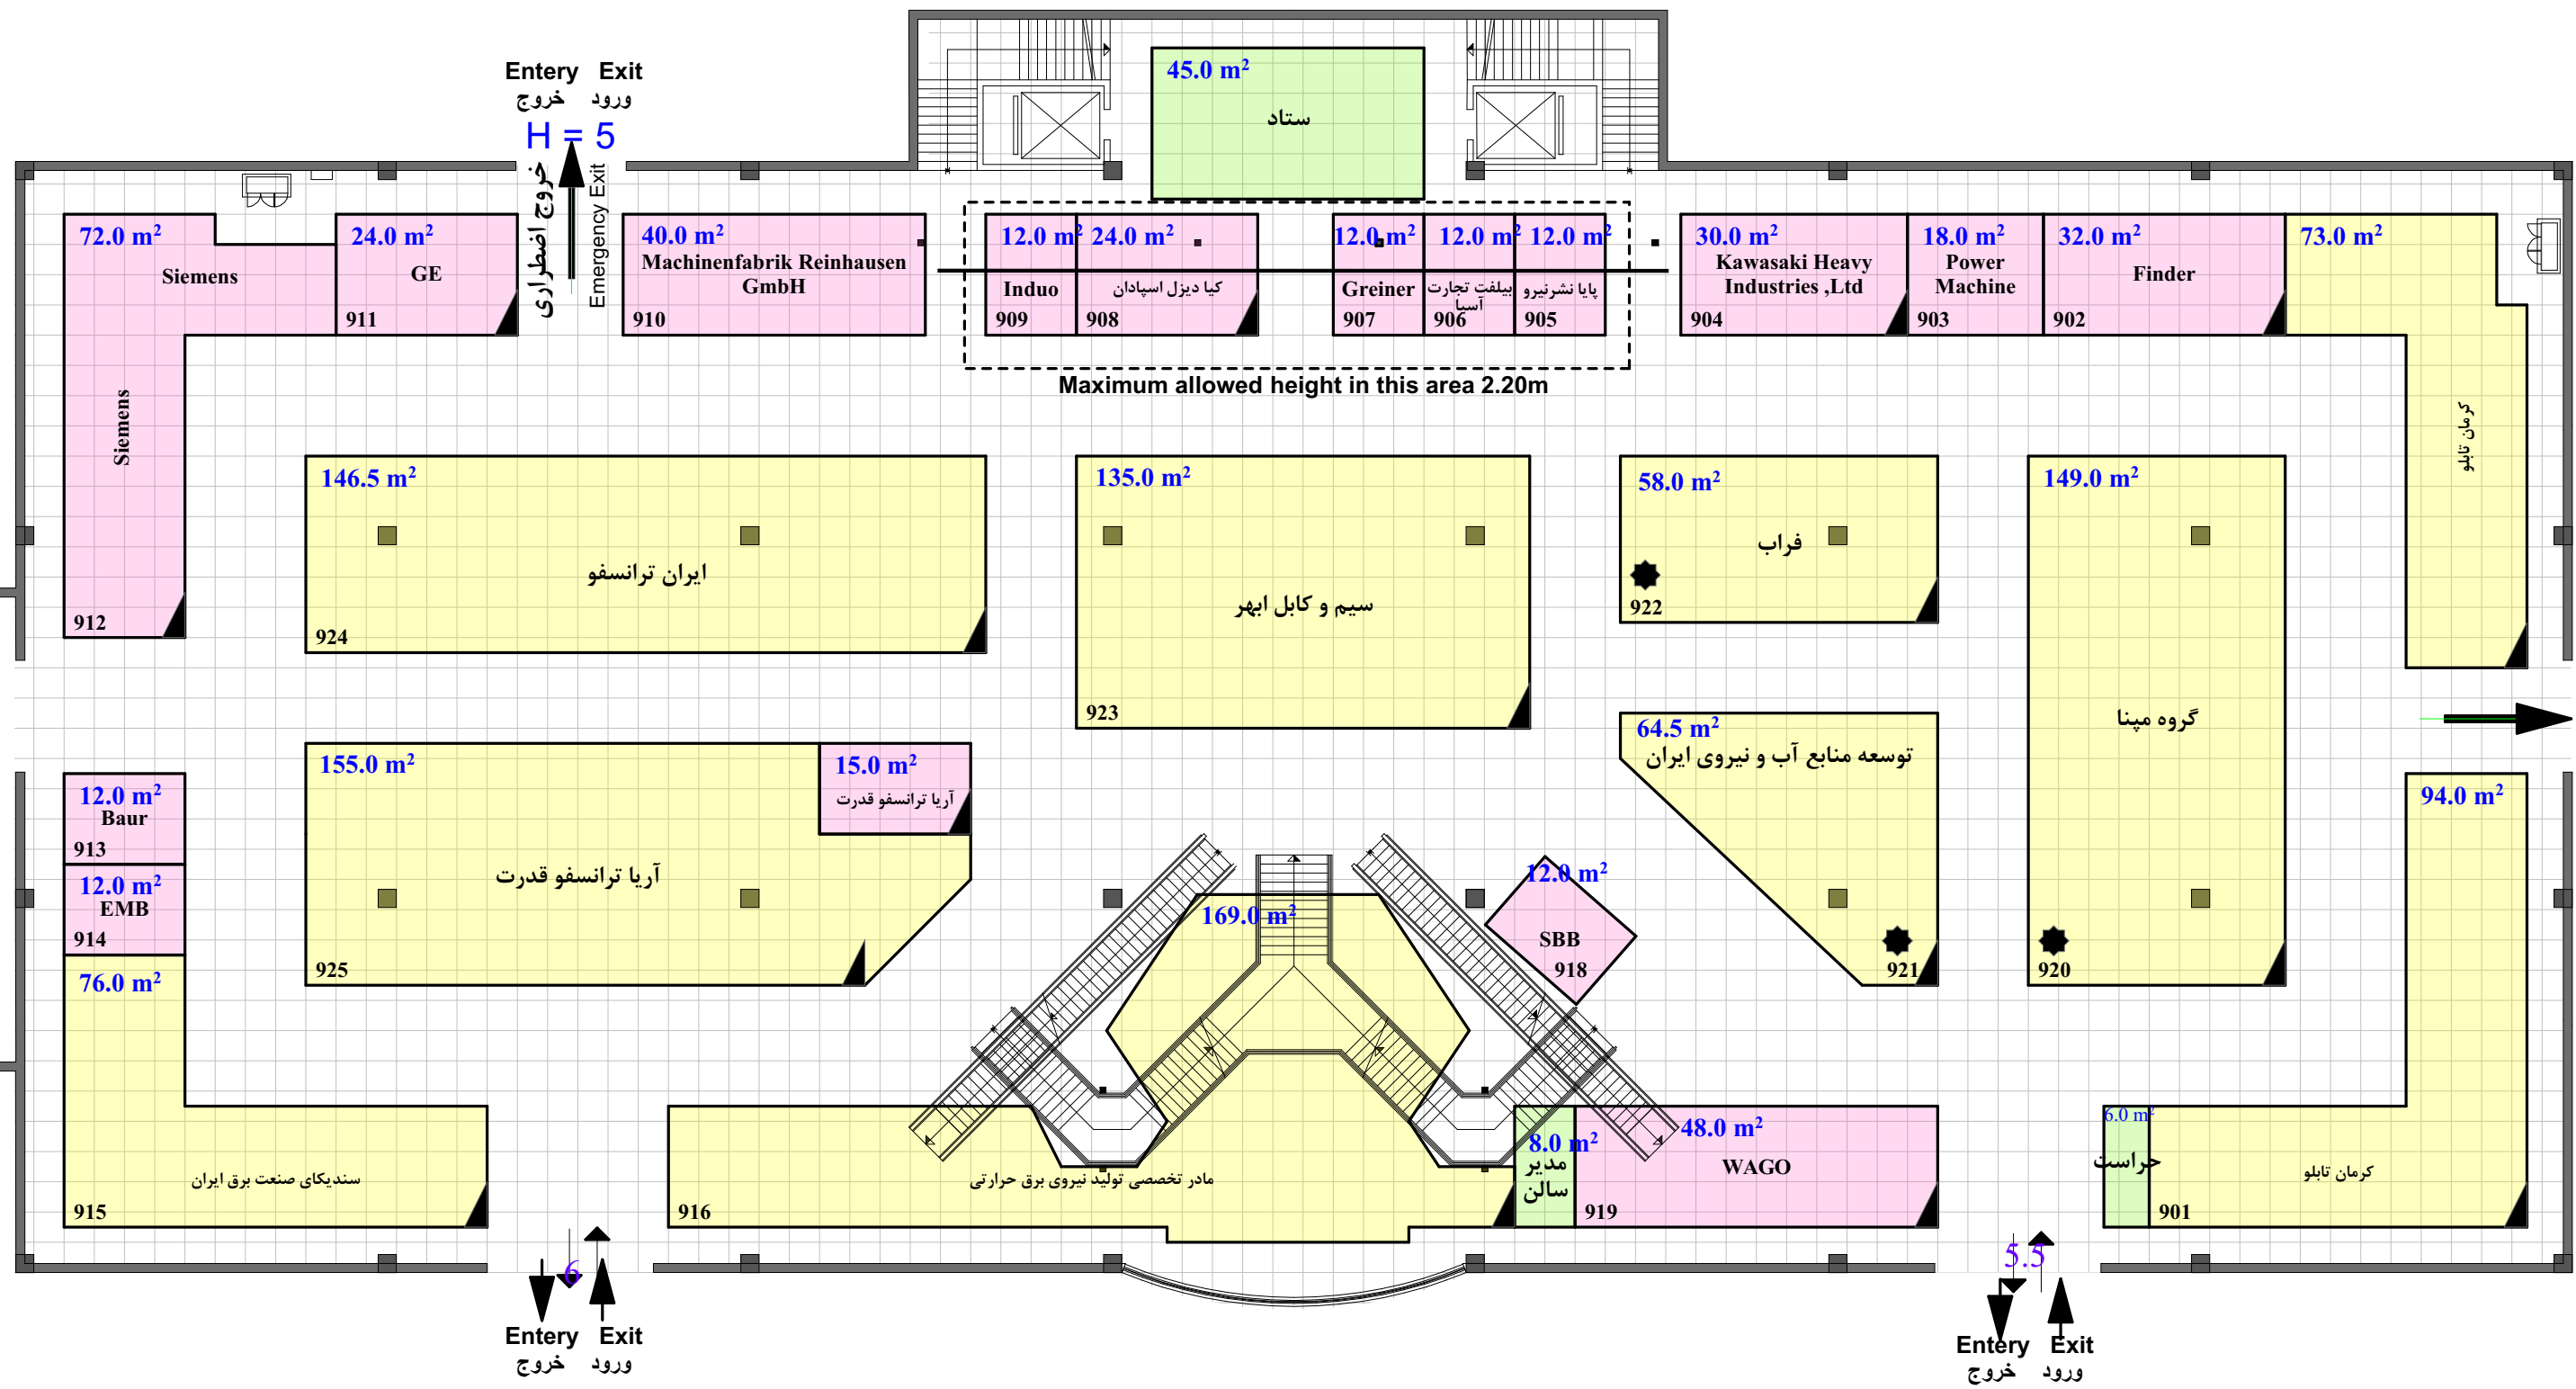 Entery Exit
خروج ورود
H = 5
خروج اضطراری
Emergency Exit
45.0 m²
ستاد
72.0 m²
Siemens
Siemens
912
24.0 m²
GE
911
40.0 m²
Machinenfabrik Reinhausen
GmbH
910
12.0 m²
Induo
909
24.0 m²
کیا دیزل اسپادان
908
12.0 m²
Greiner
907
12.0 m²
بیلفت تجارت
آسیا
906
12.0 m²
پایا نشرنیرو
905
Maximum allowed height in this area 2.20m
30.0 m²
Kawasaki Heavy
Industries ,Ltd
904
18.0 m²
Power
Machine
903
32.0 m²
Finder
902
73.0 m²
کرمان تابلو
146.5 m²
ایران ترانسفو
924
135.0 m²
سیم و کابل ابهر
923
58.0 m²
فراب
922
149.0 m²
گروه مپنا
920
64.5 m²
توسعه منابع آب و نیروی ایران
921
155.0 m²
آریا ترانسفو قدرت
925
15.0 m²
آریا ترانسفو قدرت
12.0 m²
Baur
913
12.0 m²
EMB
914
76.0 m²
سندیکای صنعت برق ایران
915
169.0 m²
مادر تخصصی تولید نیروی برق حرارتی
916
12.0 m²
SBB
918
8.0 m²
مدیر
سالن
48.0 m²
WAGO
919
6.0 m²
حراست
94.0 m²
کرمان تابلو
901
6
Entery Exit
خروج ورود
5.5
Entery Exit
خروج ورود